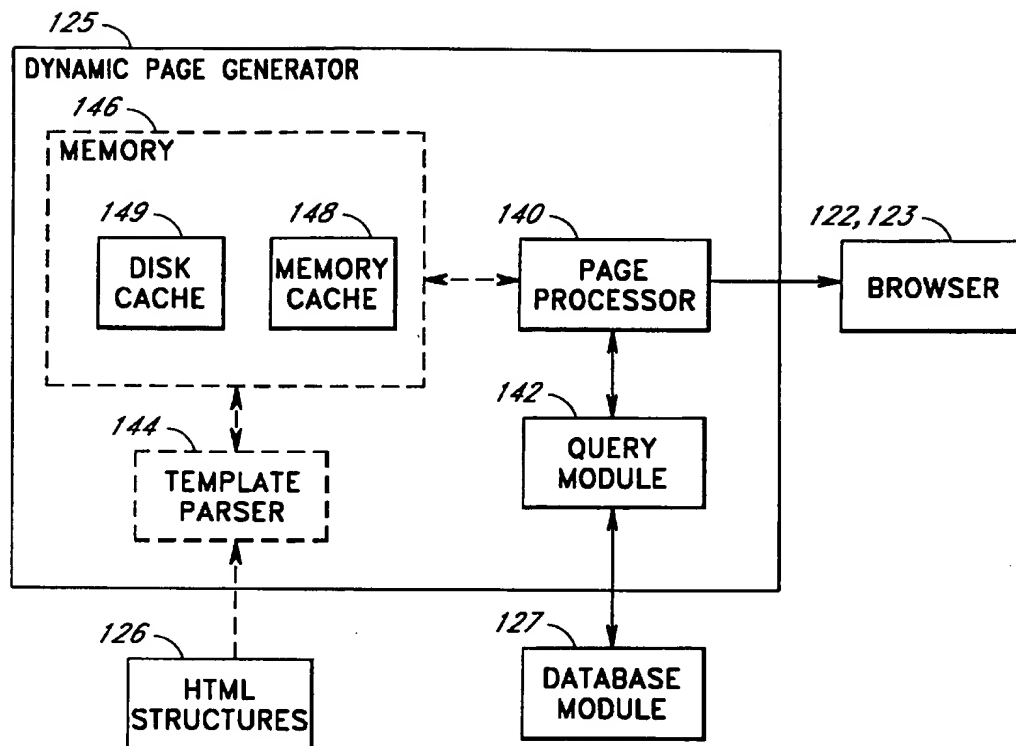 125
DYNAMIC PAGE GENERATOR
146
MEMORY
149
DISK
CACHE
148
MEMORY
CACHE
140
PAGE
PROCESSOR
122, 123
BROWSER
144
TEMPLATE
PARSER
142
QUERY
MODULE
126
HTML
STRUCTURES
127
DATABASE
MODULE